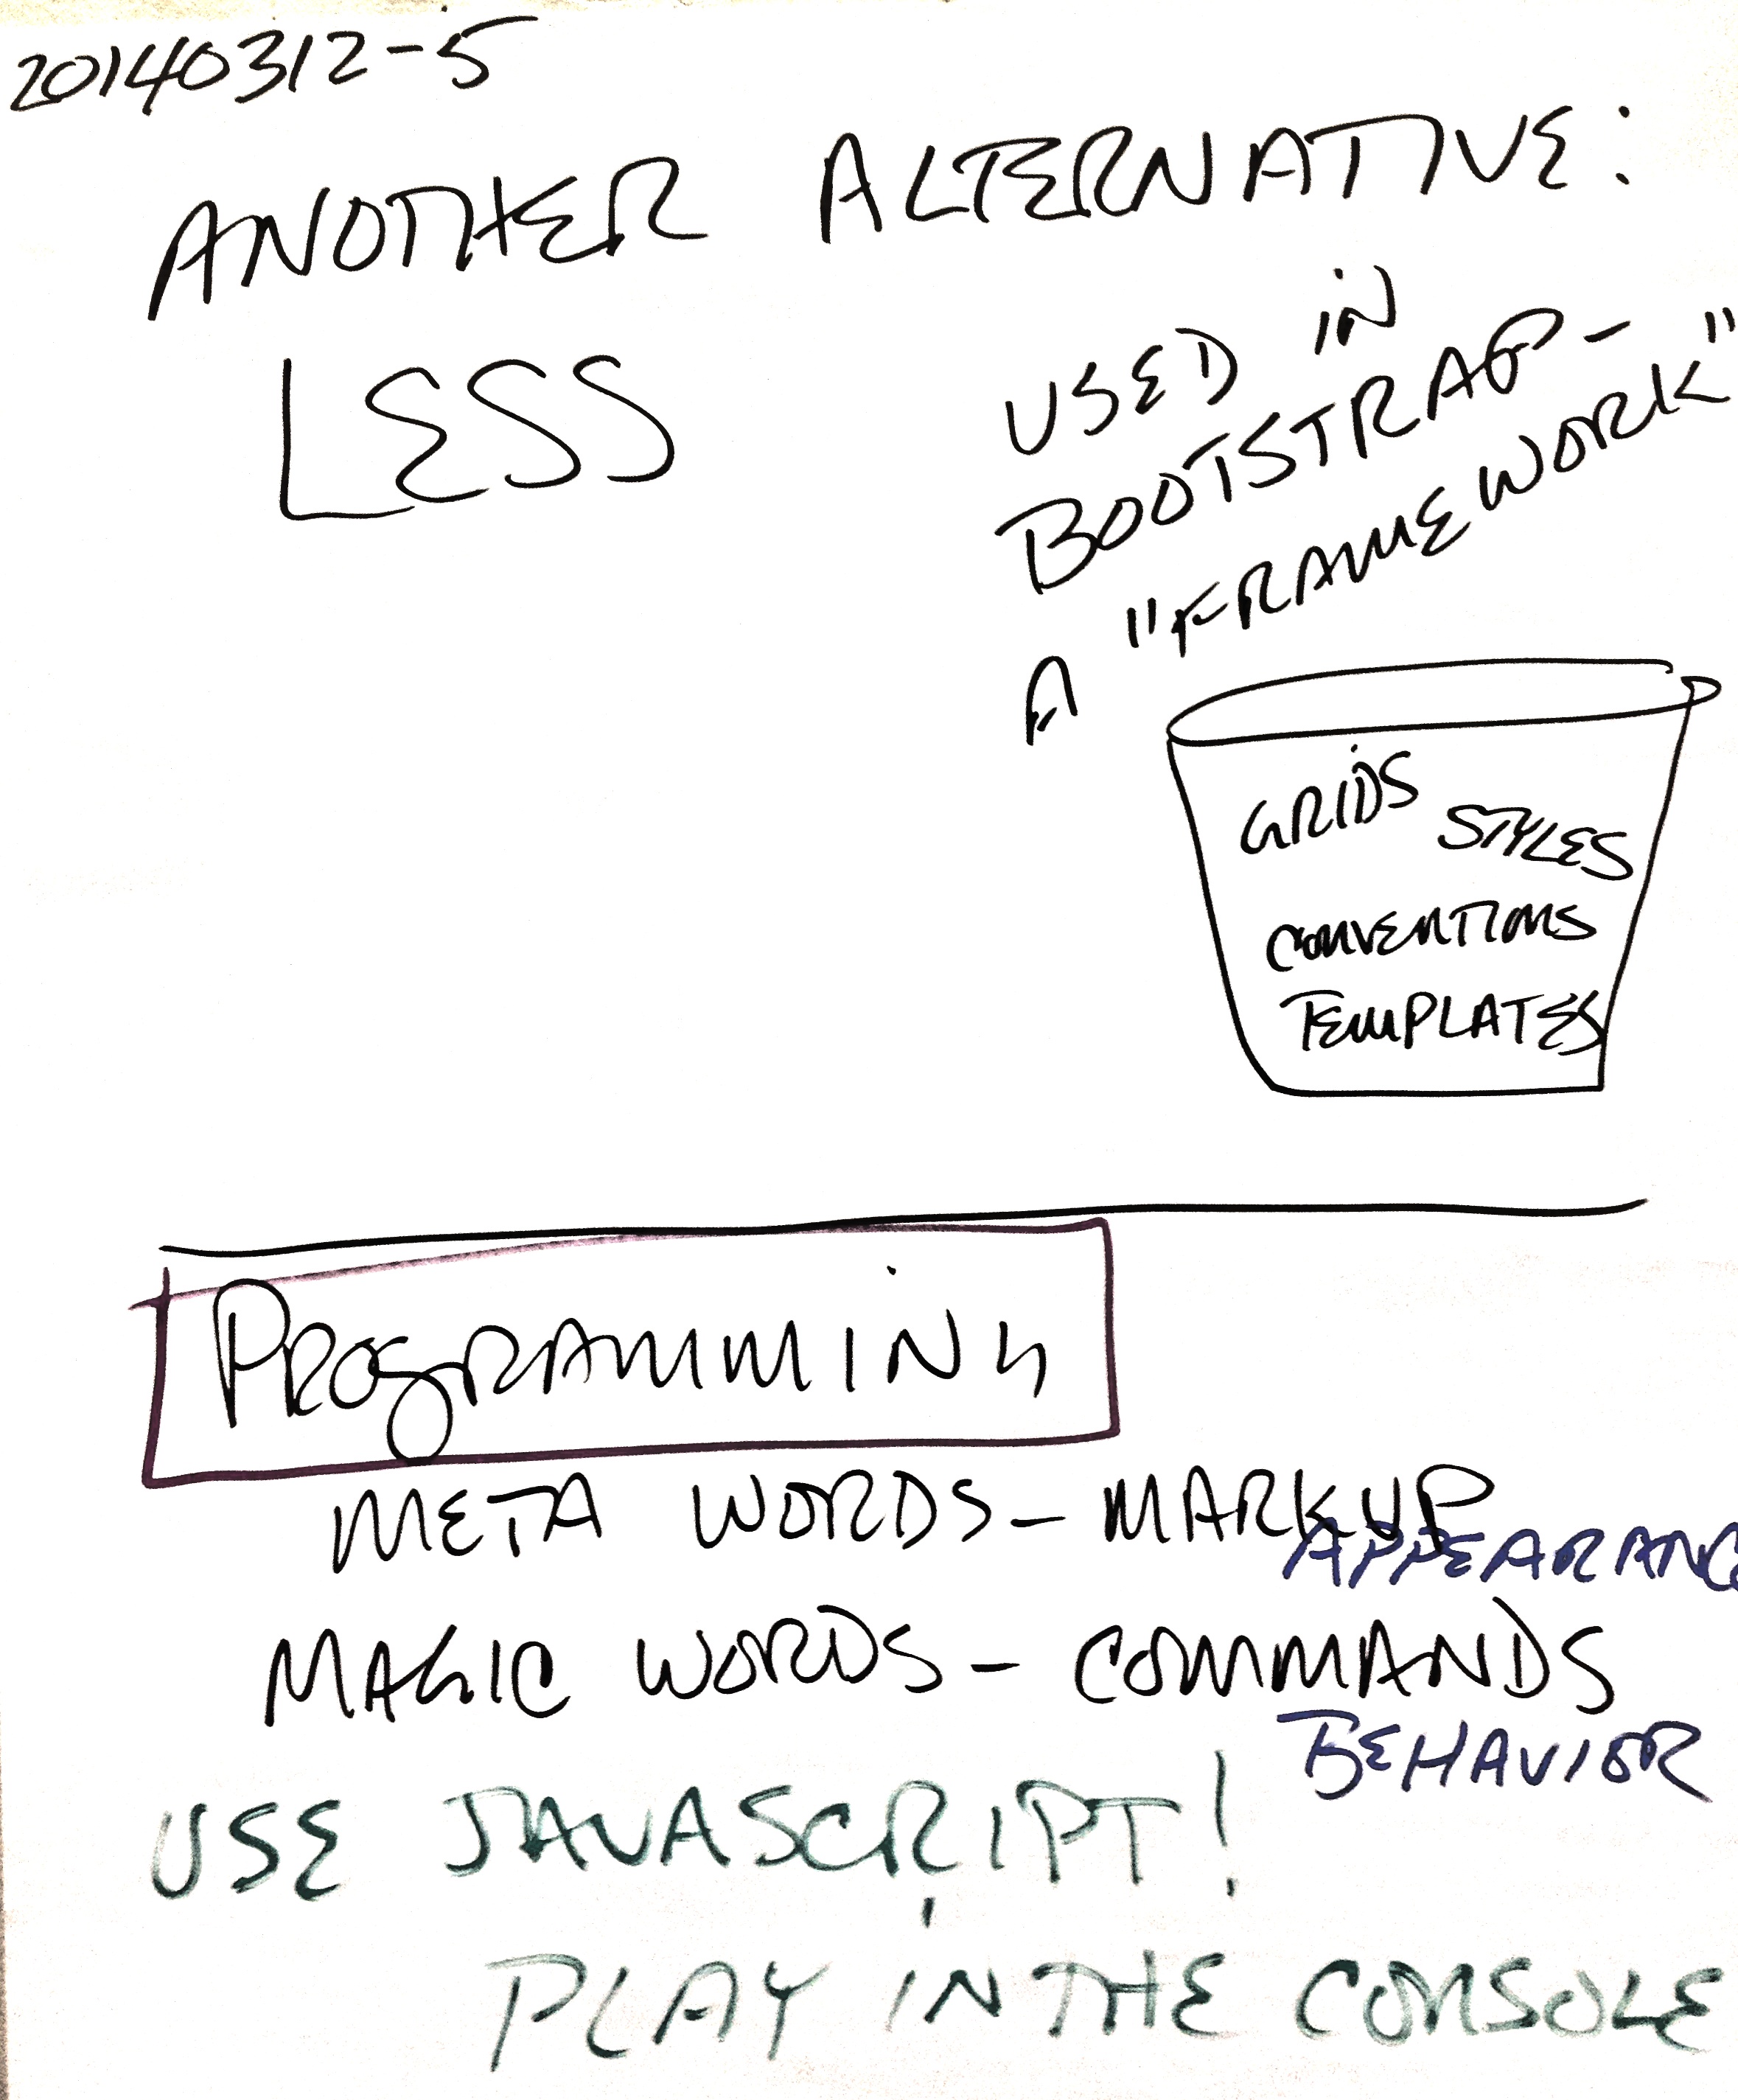 20140312-5
ANOTHER ALTERNATIVE:
LESS
USED IN
BOOTSTRAP-
A "FRAMEWORK"
GRIDS STYLES
CONVENTIONS
TEMPLATES
PROGRAMMING
META WORDS - MARKUP
APPEARANC
MAGIC WORDS - COMMANDS
BEHAVIOR
USE JAVASCRIPT!
PLAY IN THE CONSOLE